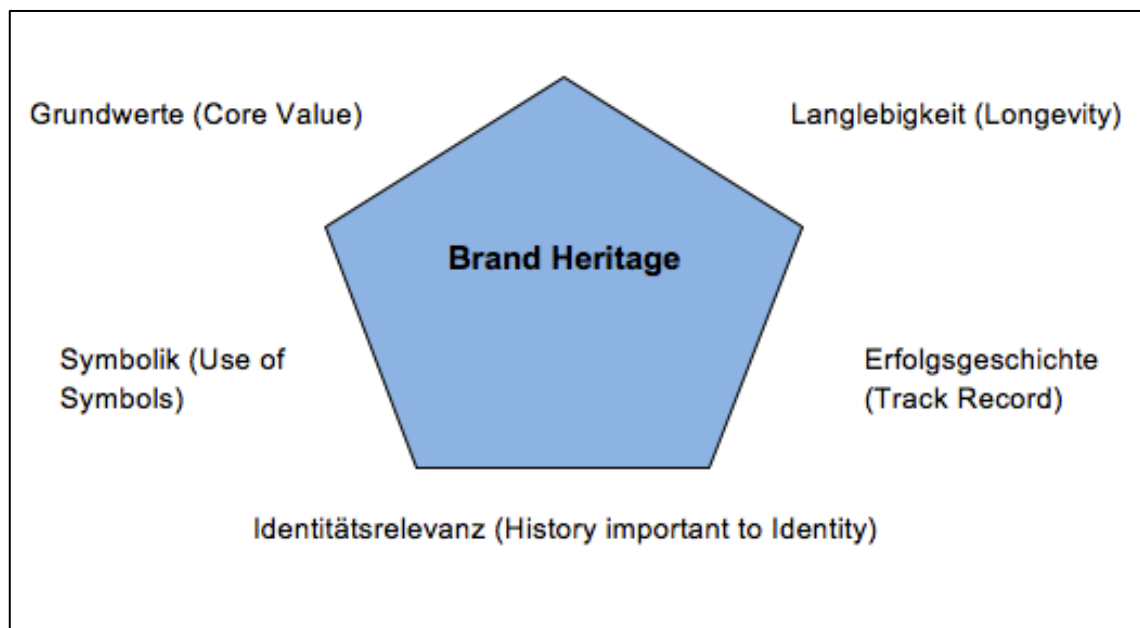 Grundwerte (Core Value)
Langlebigkeit (Longevity)
Brand Heritage
Symbolik (Use of
Symbols)
Erfolgsgeschichte
(Track Record)
Identitätsrelevanz (History important to Identity)